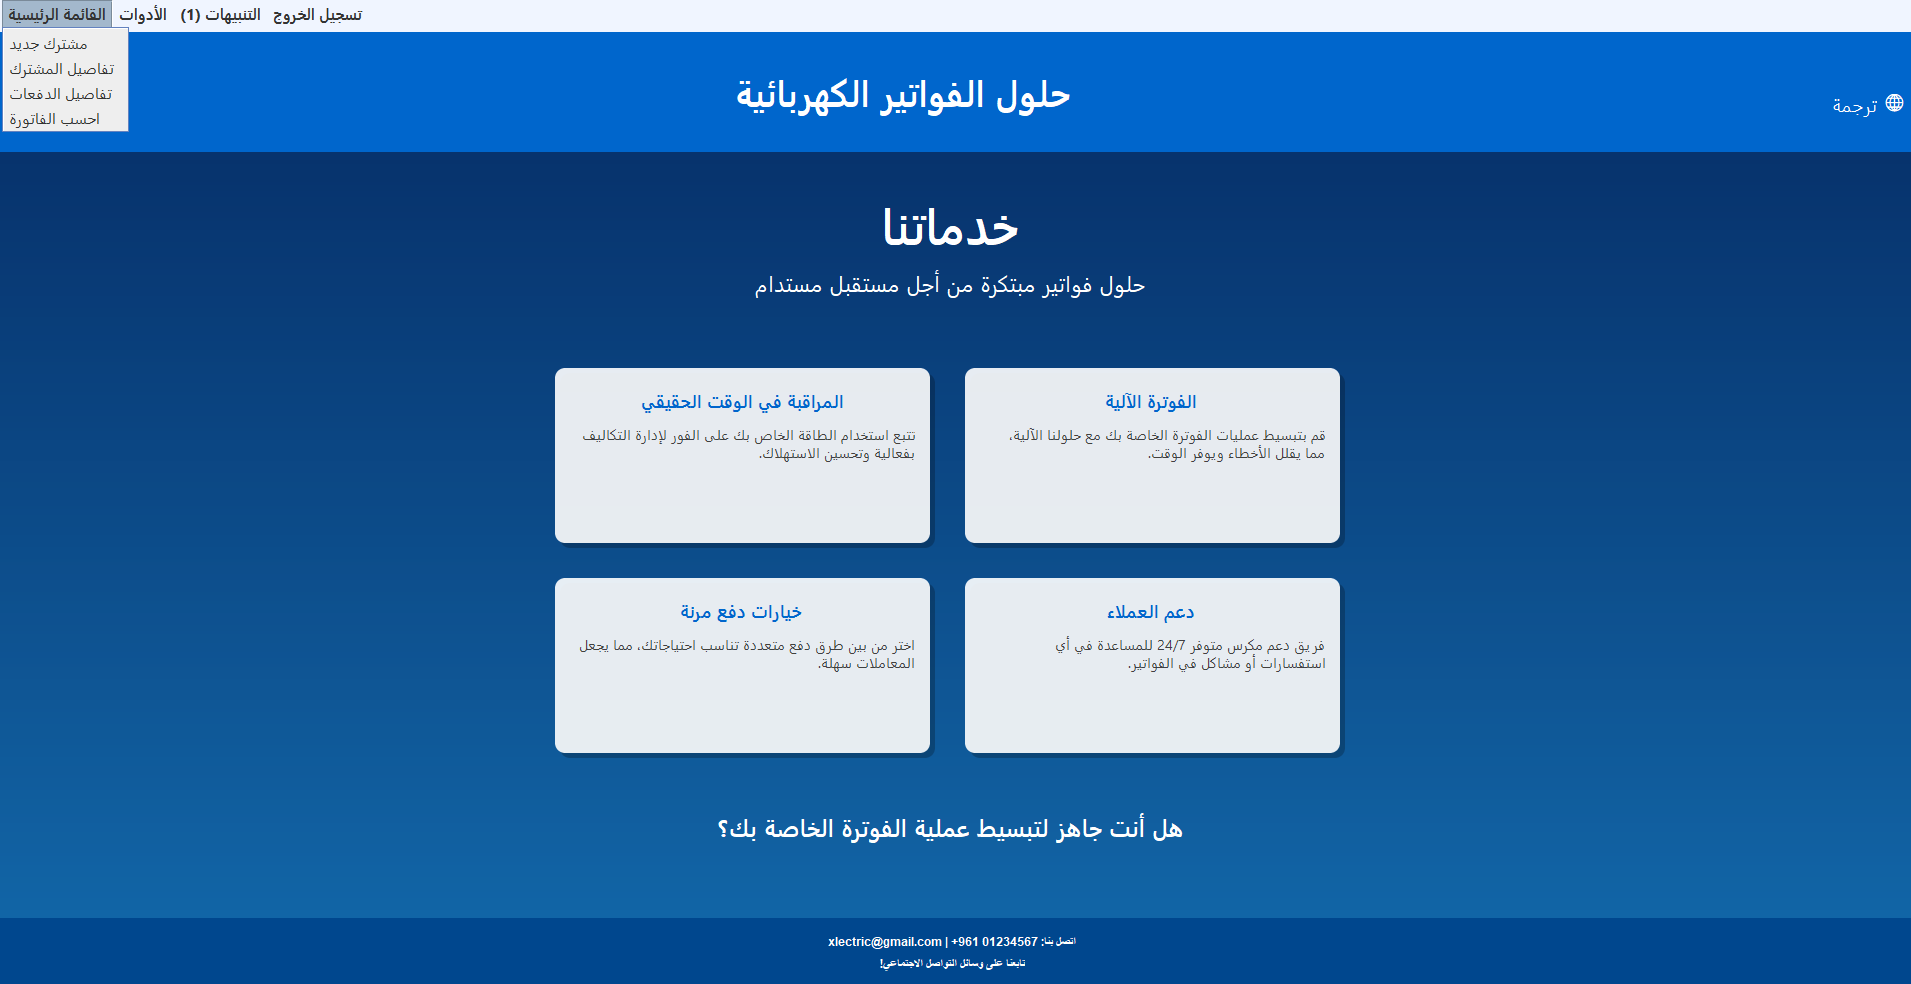 القائمة الرئيسية
الأدوات
التنبيهات (1)
تسجيل الخروج
مشترك جديد
تفاصيل المشترك
تفاصيل الدفعات
احسب الفاتورة
حلول الفواتير الكهربائية
ترجمة
خدماتنا
حلول فواتير مبتكرة من أجل مستقبل مستدام
الفوترة الآلية
قم بتبسيط عمليات الفوترة الخاصة بك مع حلولنا الآلية،
مما يقلل الأخطاء ويوفر الوقت.
المراقبة في الوقت الحقيقي
تتبع استخدام الطاقة الخاص بك على الفور لإدارة التكاليف
بفعالية وتحسين الاستهلاك.
دعم العملاء
فريق دعم مكرس متوفر 24/7 للمساعدة في أي
استفسارات أو مشاكل في الفواتير.
خيارات دفع مرنة
اختر من بين طرق دفع متعددة تناسب احتياجاتك، مما يجعل
المعاملات سهلة.
هل أنت جاهز لتبسيط عملية الفوترة الخاصة بك؟
اتصل بنا: xlectric@gmail.com | +961 01234567
تابعنا على وسائل التواصل الاجتماعي!